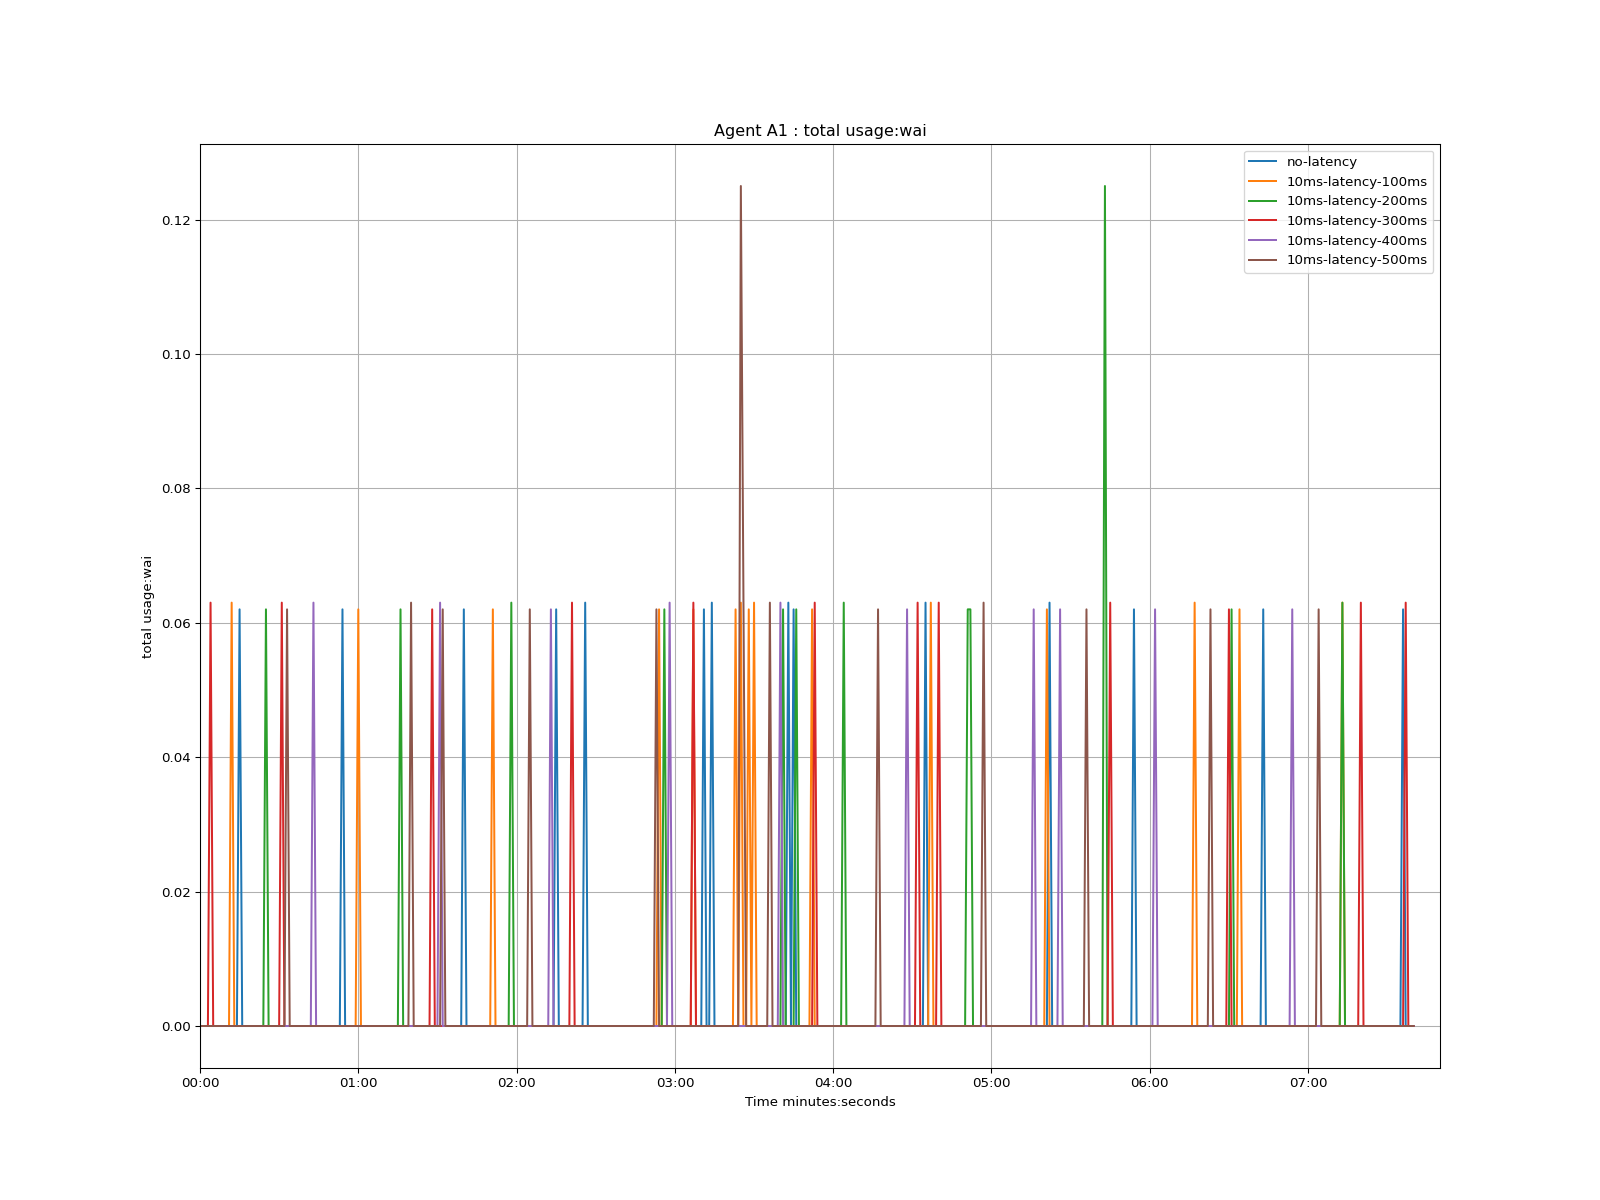 Agent A1 : total usage:wai
no-latency
10ms-latency-100ms
10ms-latency-200ms
10ms-latency-300ms
10ms-latency-400ms
10ms-latency-500ms
0.12
0.10
0.08
0.06
0.04
0.02
0.00
total usage:wai
00:00 01:00 02:00 03:00 04:00 05:00 06:00 07:00
Time minutes:seconds